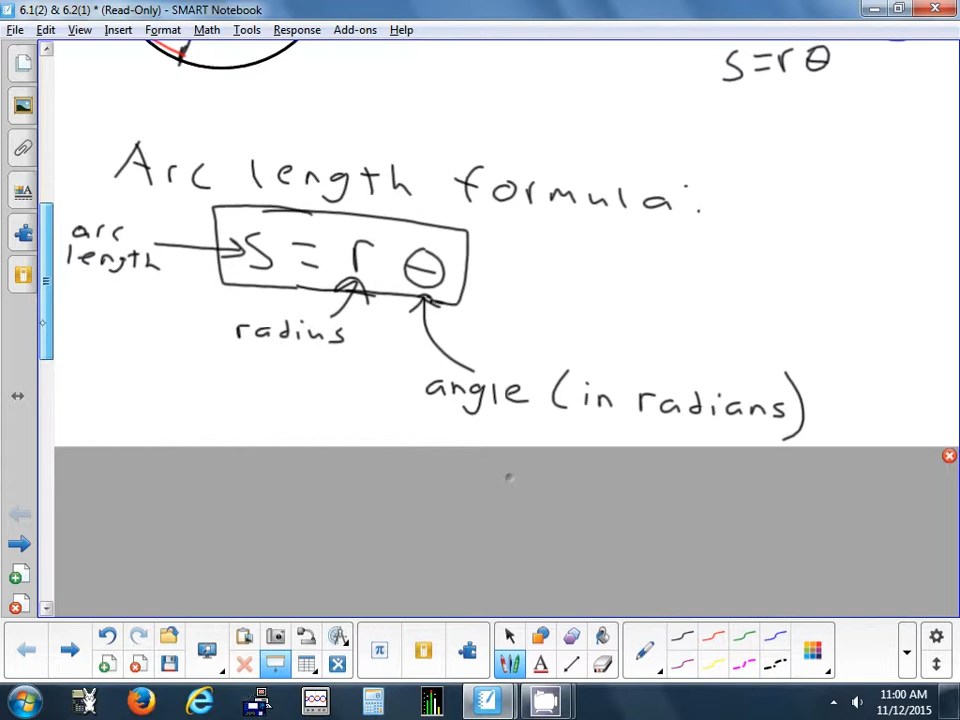 6.1(2) & 6.2(1) * (Read-Only) - SMART Notebook
File Edit View Insert Format Math Tools Response Add-ons Help
s = r θ
Arc length formula:
arc
length
s = r θ
radius
angle (in radians)
11:00 AM
11/12/2015